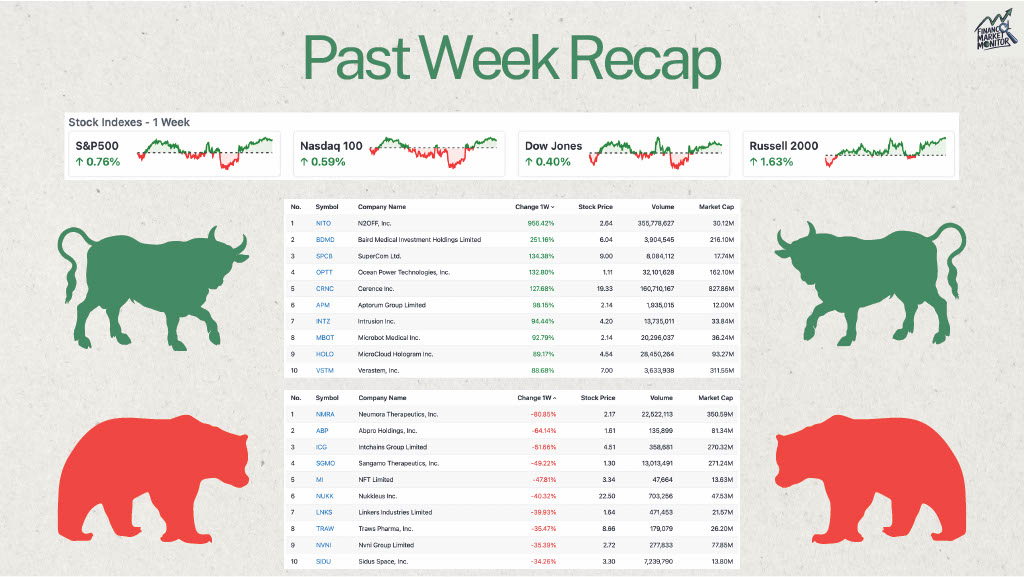 FINANCIAL
MARKET
MONITOR
Past Week Recap
Stock Indexes - 1 Week
S&P500
↑ 0.76%
Nasdaq 100
↑ 0.59%
Dow Jones
↑ 0.40%
Russell 2000
↑ 1.63%
No. Symbol Company Name Change 1W Stock Price Volume Market Cap
1 NITO N2OFF, Inc. 956.42% 2.64 355,778,627 30.12M
2 BDMD Baird Medical Investment Holdings Limited 251.16% 6.04 3,904,545 216.10M
3 SPCB SuperCom Ltd. 134.38% 9.00 8,084,112 17.74M
4 OPTT Ocean Power Technologies, Inc. 132.80% 1.11 32,101,628 162.10M
5 CRNC Cerence Inc. 127.68% 19.33 160,710,167 827.86M
6 APM Aptorum Group Limited 98.15% 2.14 1,935,015 12.00M
7 INTZ Intrusion Inc. 94.44% 4.20 13,735,011 33.84M
8 MBOT Microbot Medical Inc. 92.79% 2.14 20,296,037 36.24M
9 HOLO MicroCloud Hologram Inc. 89.17% 4.54 28,450,264 93.27M
10 VSTM Verastem, Inc. 88.68% 7.00 3,633,938 311.55M
No. Symbol Company Name Change 1W Stock Price Volume Market Cap
1 NMRA Neumora Therapeutics, Inc. -80.85% 2.17 22,522,113 350.59M
2 ABP Abpro Holdings, Inc. -64.14% 1.61 135,899 81.34M
3 ICG Intchains Group Limited -51.66% 4.51 358,681 270.32M
4 SGMO Sangamo Therapeutics, Inc. -49.22% 1.30 13,013,491 271.24M
5 MI NFT Limited -47.81% 3.34 47,664 13.63M
6 NUKK Nukkleus Inc. -40.32% 22.50 703,256 47.53M
7 LNKS Linkers Industries Limited -39.93% 1.64 471,453 21.57M
8 TRAW Traws Pharma, Inc. -35.47% 8.66 179,079 26.20M
9 NVNI Nvni Group Limited -35.39% 2.72 277,833 77.85M
10 SIDU Sidus Space, Inc. -34.26% 3.30 7,239,790 13.80M